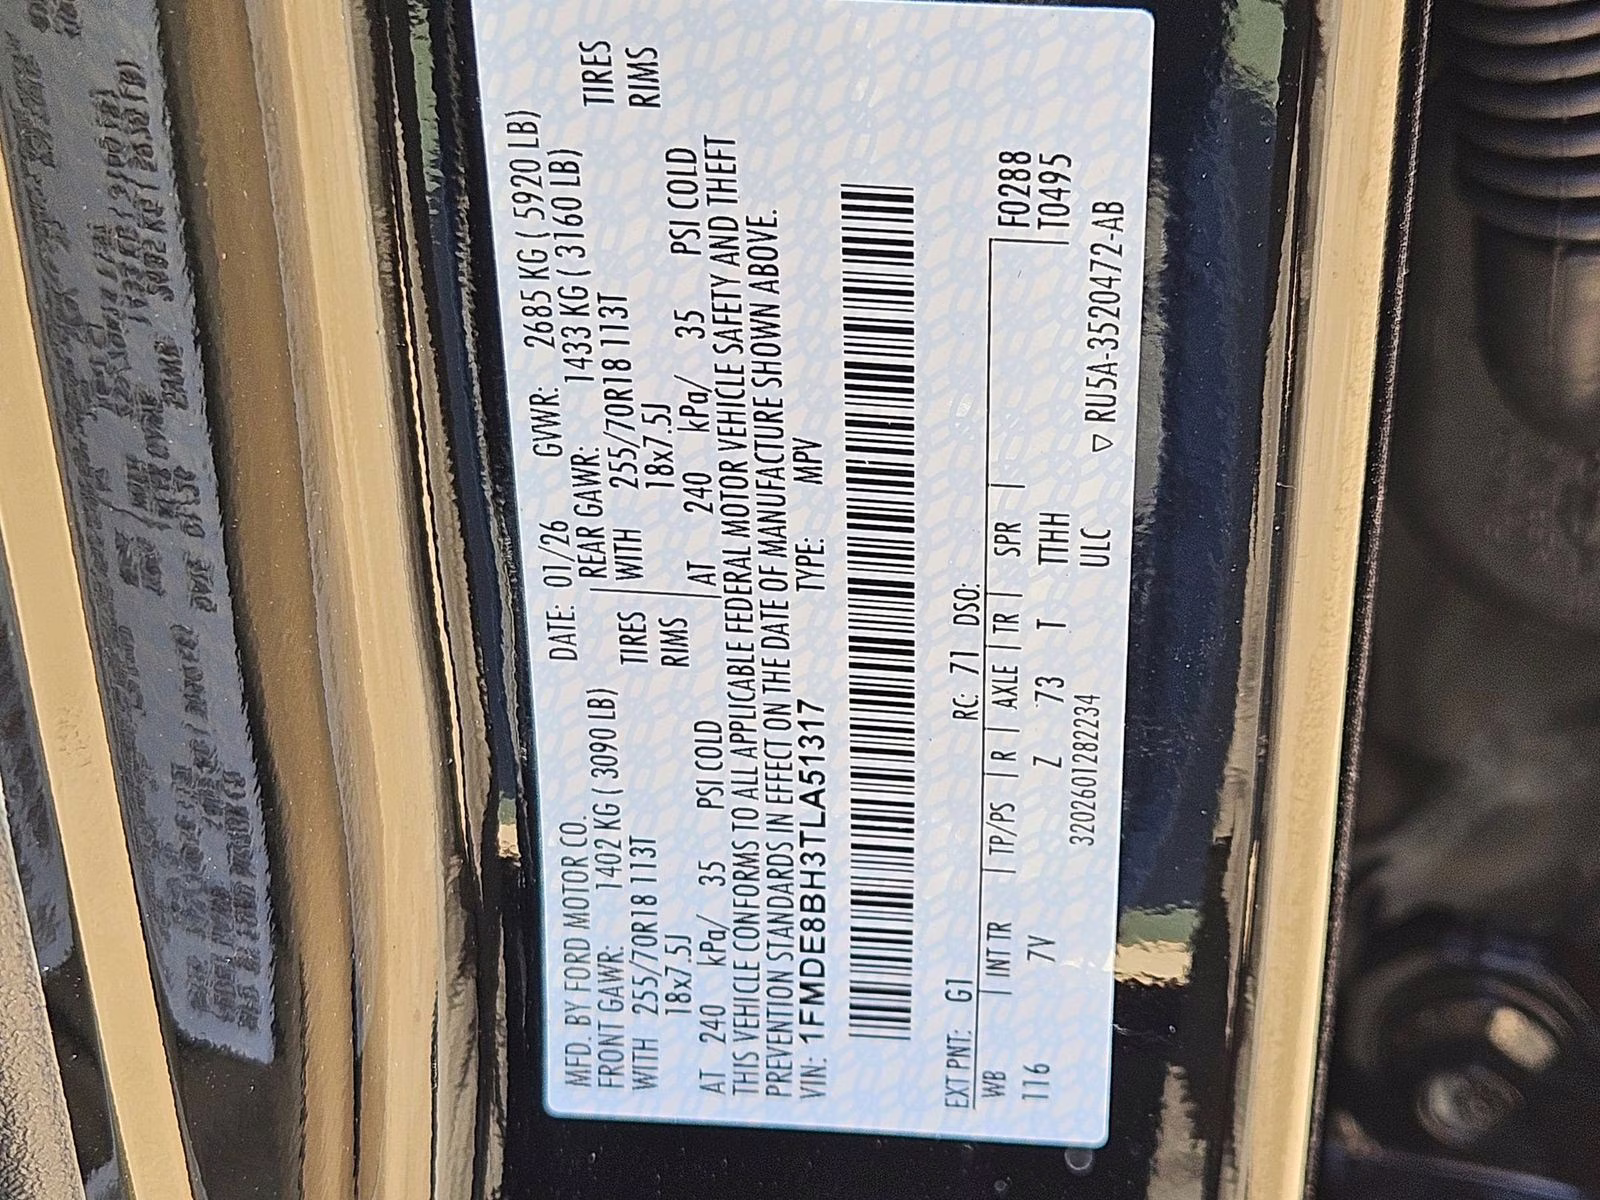 MFD. BY FORD MOTOR CO.
DATE: 01/26 GVWR: 2685 KG ( 5920 LB)
FRONT GAWR: 1402 KG ( 3090 LB)
REAR GAWR: 1433 KG ( 3160 LB)
WITH 255/70R18 113T TIRES
WITH 255/70R18 113T TIRES
18x7.5J RIMS
18x7.5J RIMS
AT 240 kPa/ 35 PSI COLD
AT 240 kPa/ 35 PSI COLD
THIS VEHICLE CONFORMS TO ALL APPLICABLE FEDERAL MOTOR VEHICLE SAFETY AND THEFT
PREVENTION STANDARDS IN EFFECT ON THE DATE OF MANUFACTURE SHOWN ABOVE.
VIN: 1FMDE8BH3TLA51317 TYPE: MPV
EXT PNT: G1 RC: 71 DSO:
WB | INT TR | TP/PS | R | AXLE | TR | SPR | F0288
116 7V Z 73 T TTHH T0495
3202601282234 ULC ▽ RU5A-3520472-AB